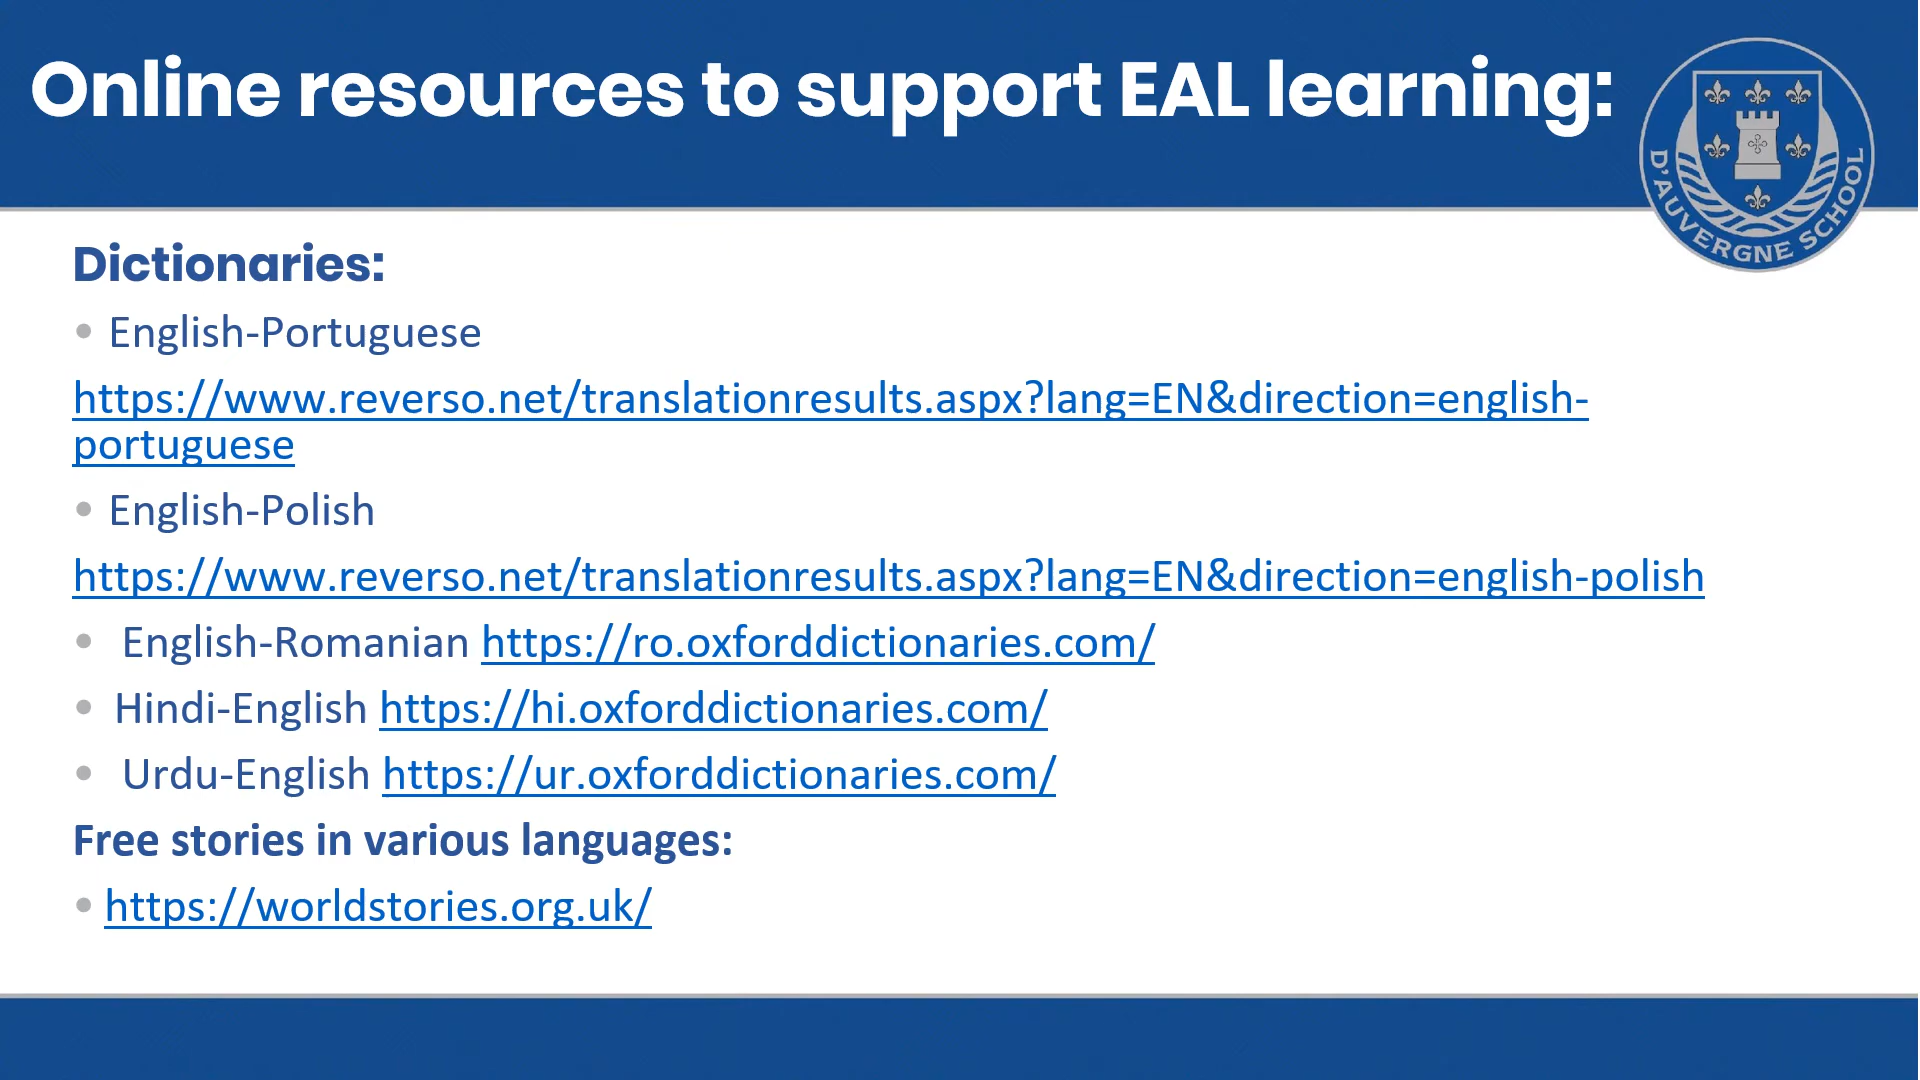 Online resources to support EAL learning:
D'AUVERGNE SCHOOL
Dictionaries:
• English-Portuguese
https://www.reverso.net/translationresults.aspx?lang=EN&direction=english-
portuguese
• English-Polish
https://www.reverso.net/translationresults.aspx?lang=EN&direction=english-polish
• English-Romanian https://ro.oxforddictionaries.com/
• Hindi-English https://hi.oxforddictionaries.com/
• Urdu-English https://ur.oxforddictionaries.com/
Free stories in various languages:
• https://worldstories.org.uk/